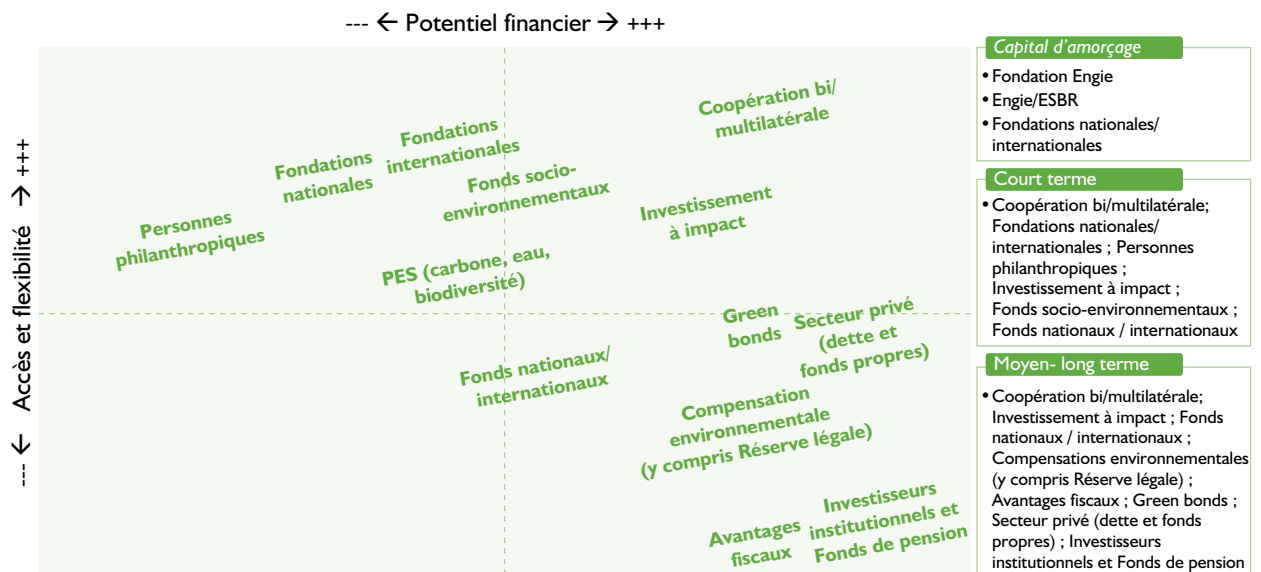 --- ← Potentiel financier → +++
--- ← Accès et flexibilité → +++
Coopération bi/
multilatérale
Fondations
internationales
Fondations
nationales
Fonds socio-
environnementaux
Investissement
à impact
Personnes
philanthropiques
PES (carbone, eau,
biodiversité)
Green
bonds
Secteur privé
(dette et
fonds propres)
Fonds nationaux/
internationaux
Compensation
environnementale
(y compris Réserve légale)
Investisseurs
institutionnels et
Fonds de pension
Avantages
fiscaux
Capital d'amorçage
• Fondation Engie
• Engie/ESBR
• Fondations nationales/
internationales
Court terme
• Coopération bi/multilatérale;
Fondations nationales/
internationales ; Personnes
philanthropiques ;
Investissement à impact ;
Fonds socio-environnementaux ;
Fonds nationaux / internationaux
Moyen- long terme
• Coopération bi/multilatérale;
Investissement à impact ; Fonds
nationaux / internationaux ;
Compensations environnementales
(y compris Réserve légale) ;
Avantages fiscaux ; Green bonds ;
Secteur privé (dette et fonds
propres) ; Investisseurs
institutionnels et Fonds de pension